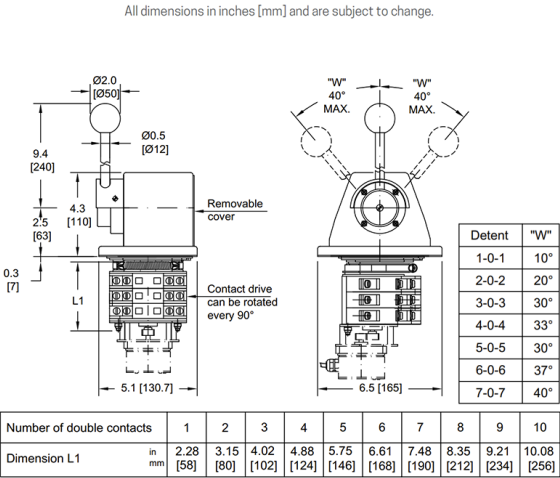 All dimensions in inches [mm] and are subject to change.
Ø2.0
[Ø50]
"W"
40°
MAX.
"W"
40°
MAX.
Ø0.5
[Ø12]
9.4
[240]
4.3
[110]
2.5
[63]
0.3
[7]
L1
Removable
cover
Contact drive
can be rotated
every 90°
5.1 [130.7]
6.5 [165]
Detent "W"
1-0-1 10°
2-0-2 20°
3-0-3 30°
4-0-4 33°
5-0-5 30°
6-0-6 37°
7-0-7 40°
Number of double contacts 1 2 3 4 5 6 7 8 9 10
Dimension L1 in 2.28 3.15 4.02 4.88 5.75 6.61 7.48 8.35 9.21 10.08
mm [58] [80] [102] [124] [146] [168] [190] [212] [234] [256]